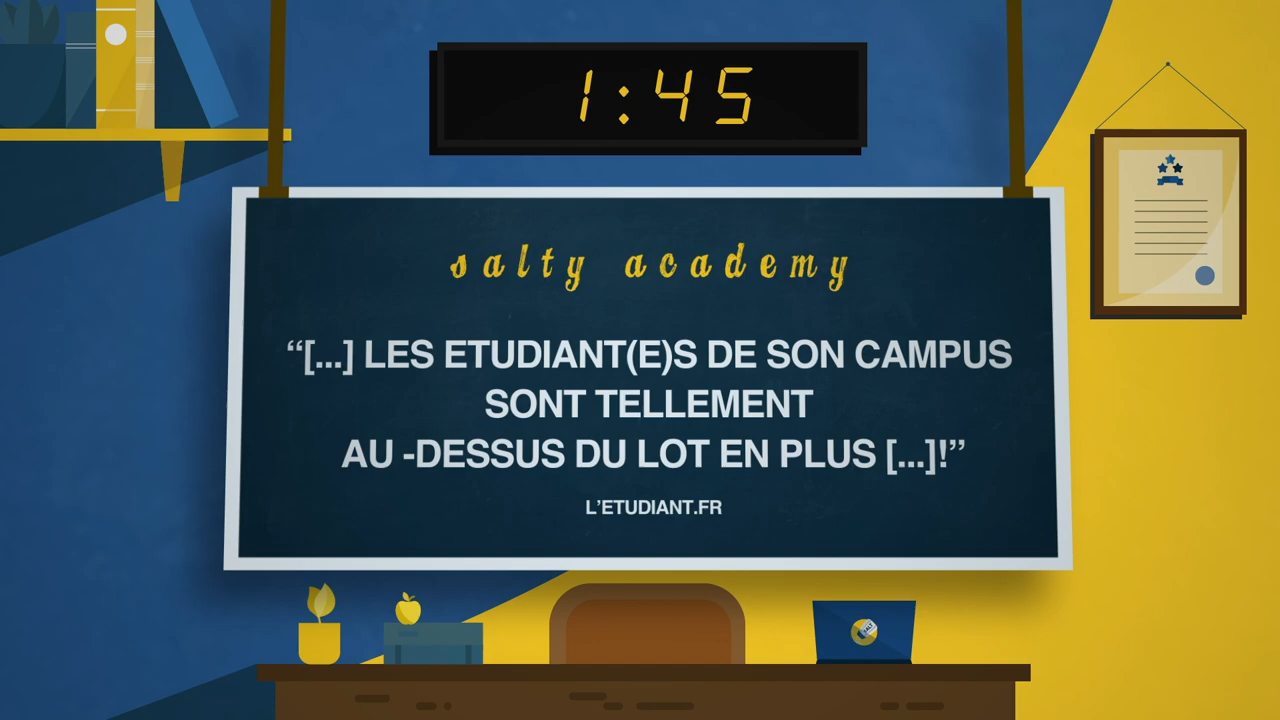 1:45
salty academy
“[...] LES ETUDIANT(E)S DE SON CAMPUS
SONT TELLEMENT
AU -DESSUS DU LOT EN PLUS [...]!”
L’ETUDIANT.FR